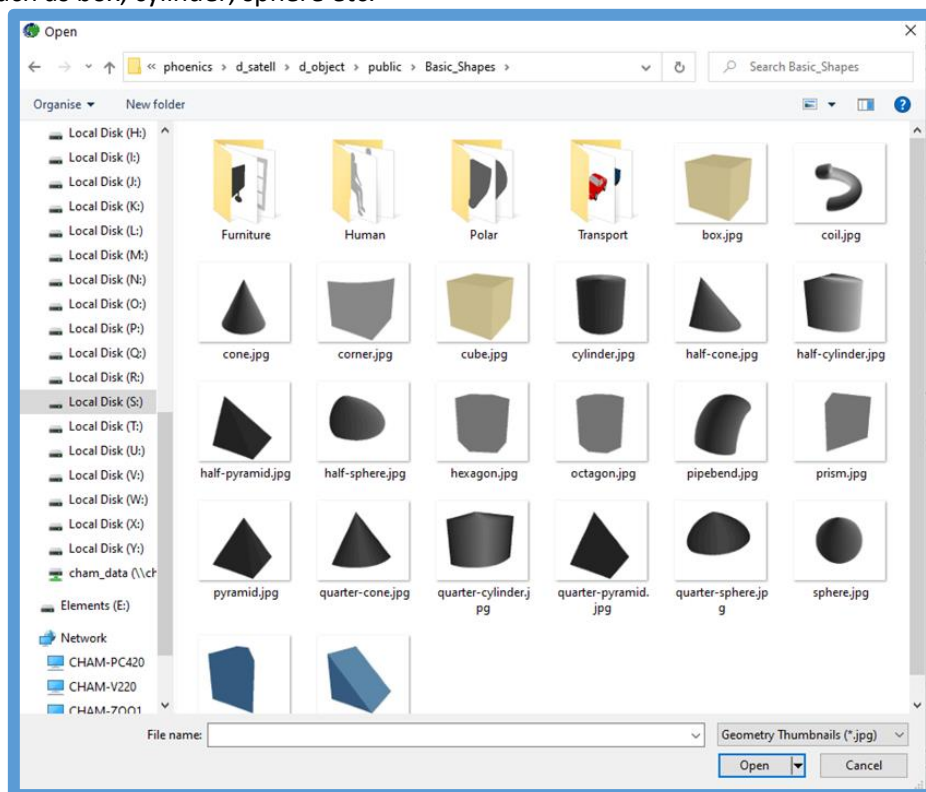 Open
« phoenics › d_satell › d_object › public › Basic_Shapes ›
Search Basic_Shapes
Organise
New folder
Local Disk (H:)
Local Disk (I:)
Local Disk (J:)
Local Disk (K:)
Local Disk (L:)
Local Disk (M:)
Local Disk (N:)
Local Disk (O:)
Local Disk (P:)
Local Disk (Q:)
Local Disk (R:)
Local Disk (S:)
Local Disk (T:)
Local Disk (U:)
Local Disk (V:)
Local Disk (W:)
Local Disk (X:)
Local Disk (Y:)
cham_data (\\ch
Elements (E:)
Network
CHAM-PC420
CHAM-V220
CHAM-ZOO1
Furniture
Human
Polar
Transport
box.jpg
coil.jpg
cone.jpg
corner.jpg
cube.jpg
cylinder.jpg
half-cone.jpg
half-cylinder.jpg
half-pyramid.jpg
half-sphere.jpg
hexagon.jpg
octagon.jpg
pipebend.jpg
prism.jpg
pyramid.jpg
quarter-cone.jpg
quarter-cylinder.j
pg
quarter-pyramid.
jpg
quarter-sphere.jp
g
sphere.jpg
File name:
Geometry Thumbnails (*.jpg)
Open
Cancel